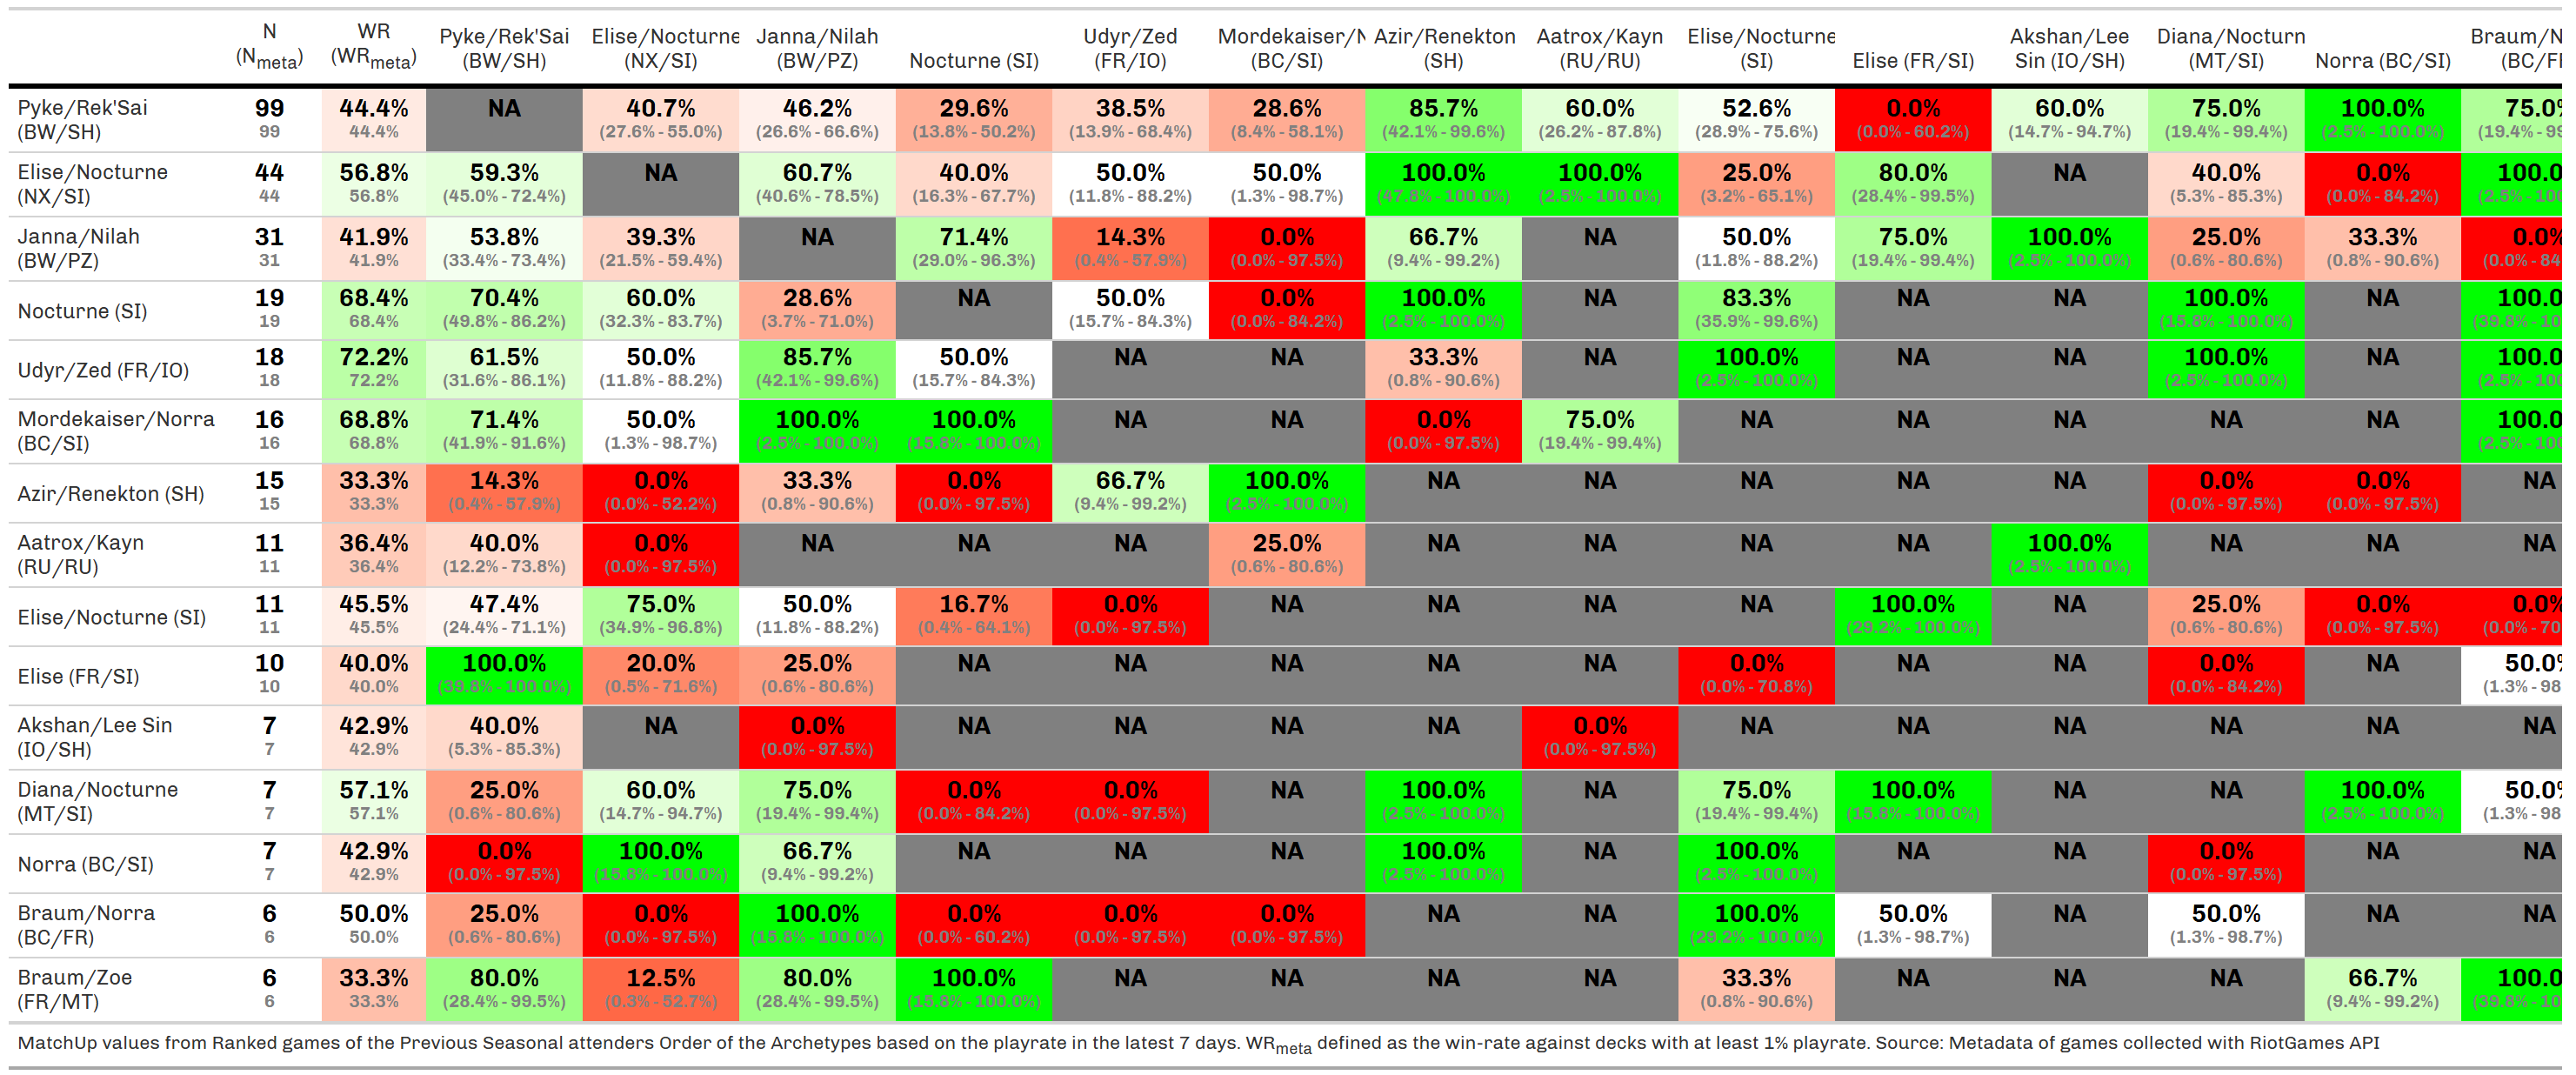 N (Nmeta) WR (WRmeta) Pyke/Rek'Sai (BW/SH) Elise/Nocturne (NX/SI) Janna/Nilah (BW/PZ) Nocturne (SI) Udyr/Zed (FR/IO) Mordekaiser/N (BC/SI) Azir/Renekton (SH) Aatrox/Kayn (RU/RU) Elise/Nocturne (SI) Elise (FR/SI) Akshan/Lee Sin (IO/SH) Diana/Nocturn (MT/SI) Norra (BC/SI) Braum/N (BC/F
Pyke/Rek'Sai 99 44.4% NA 40.7% 46.2% 29.6% 38.5% 28.6% 85.7% 60.0% 52.6% 0.0% 60.0% 75.0% 100.0% 75.0%
(BW/SH) 99 44.4% (27.6% - 55.0%) (26.6% - 66.6%) (13.8% - 50.2%) (13.9% - 68.4%) (8.4% - 58.1%) (42.1% - 99.6%) (26.2% - 87.8%) (28.9% - 75.6%) (0.0% - 60.2%) (14.7% - 94.7%) (19.4% - 99.4%) (2.5% - 100.0%) (19.4% - 99
Elise/Nocturne 44 56.8% 59.3% NA 60.7% 40.0% 50.0% 50.0% 100.0% 100.0% 25.0% 80.0% NA 40.0% 0.0% 100.0
(NX/SI) 44 56.8% (45.0% - 72.4%) (40.6% - 78.5%) (16.3% - 67.7%) (11.8% - 88.2%) (1.3% - 98.7%) (47.8% - 100.0%) (2.5% - 100.0%) (3.2% - 65.1%) (28.4% - 99.5%) (5.3% - 85.3%) (0.0% - 84.2%) (2.5% - 100
Janna/Nilah 31 41.9% 53.8% 39.3% NA 71.4% 14.3% 0.0% 66.7% NA 50.0% 75.0% 100.0% 25.0% 33.3% 0.0%
(BW/PZ) 31 41.9% (33.4% - 73.4%) (21.5% - 59.4%) (29.0% - 96.3%) (0.4% - 57.9%) (0.0% - 97.5%) (9.4% - 99.2%) (11.8% - 88.2%) (19.4% - 99.4%) (2.5% - 100.0%) (0.6% - 80.6%) (0.8% - 90.6%) (0.0% - 84
Nocturne (SI) 19 68.4% 70.4% 60.0% 28.6% NA 50.0% 0.0% 100.0% NA 83.3% NA NA 100.0% NA 100.0
19 68.4% (49.8% - 86.2%) (32.3% - 83.7%) (3.7% - 71.0%) (15.7% - 84.3%) (0.0% - 84.2%) (2.5% - 100.0%) (35.9% - 99.6%) (15.8% - 100.0%) (39.8% - 10
Udyr/Zed (FR/IO) 18 72.2% 61.5% 50.0% 85.7% 50.0% NA NA 33.3% NA 100.0% NA NA 100.0% NA 100.0
18 72.2% (31.6% - 86.1%) (11.8% - 88.2%) (42.1% - 99.6%) (15.7% - 84.3%) (0.8% - 90.6%) (2.5% - 100.0%) (2.5% - 100.0%) (2.5% - 100
Mordekaiser/Norra 16 68.8% 71.4% 50.0% 100.0% 100.0% NA NA 0.0% 75.0% NA NA NA NA NA 100.0
(BC/SI) 16 68.8% (41.9% - 91.6%) (1.3% - 98.7%) (2.5% - 100.0%) (15.8% - 100.0%) (0.0% - 97.5%) (19.4% - 99.4%) (2.5% - 100
Azir/Renekton (SH) 15 33.3% 14.3% 0.0% 33.3% 0.0% 66.7% 100.0% NA NA NA NA NA 0.0% 0.0% NA
15 33.3% (0.4% - 57.9%) (0.0% - 52.2%) (0.8% - 90.6%) (0.0% - 97.5%) (9.4% - 99.2%) (2.5% - 100.0%) (0.0% - 97.5%) (0.0% - 97.5%)
Aatrox/Kayn 11 36.4% 40.0% 0.0% NA NA NA 25.0% NA NA NA NA 100.0% NA NA NA
(RU/RU) 11 36.4% (12.2% - 73.8%) (0.0% - 97.5%) (0.6% - 80.6%) (2.5% - 100.0%)
Elise/Nocturne (SI) 11 45.5% 47.4% 75.0% 50.0% 16.7% 0.0% NA NA NA NA 100.0% NA 25.0% 0.0% 0.0%
11 45.5% (24.4% - 71.1%) (34.9% - 96.8%) (11.8% - 88.2%) (0.4% - 64.1%) (0.0% - 97.5%) (29.2% - 100.0%) (0.6% - 80.6%) (0.0% - 97.5%) (0.0% - 70
Elise (FR/SI) 10 40.0% 100.0% 20.0% 25.0% NA NA NA NA NA 0.0% NA NA 0.0% NA 50.0%
10 40.0% (39.8% - 100.0%) (0.5% - 71.6%) (0.6% - 80.6%) (0.0% - 70.8%) (0.0% - 84.2%) (1.3% - 98
Akshan/Lee Sin 7 42.9% 40.0% NA 0.0% NA NA NA NA 0.0% NA NA NA NA NA NA
(IO/SH) 7 42.9% (5.3% - 85.3%) (0.0% - 97.5%) (0.0% - 97.5%)
Diana/Nocturne 7 57.1% 25.0% 60.0% 75.0% 0.0% 0.0% NA 100.0% NA 75.0% 100.0% NA NA 100.0% 50.0%
(MT/SI) 7 57.1% (0.6% - 80.6%) (14.7% - 94.7%) (19.4% - 99.4%) (0.0% - 84.2%) (0.0% - 97.5%) (2.5% - 100.0%) (19.4% - 99.4%) (15.8% - 100.0%) (2.5% - 100.0%) (1.3% - 98
Norra (BC/SI) 7 42.9% 0.0% 100.0% 66.7% NA NA NA 100.0% NA 100.0% NA NA 0.0% NA NA
7 42.9% (0.0% - 97.5%) (15.8% - 100.0%) (9.4% - 99.2%) (2.5% - 100.0%) (2.5% - 100.0%) (0.0% - 97.5%)
Braum/Norra 6 50.0% 25.0% 0.0% 100.0% 0.0% 0.0% 0.0% NA NA 100.0% 50.0% NA 50.0% NA NA
(BC/FR) 6 50.0% (0.6% - 80.6%) (0.0% - 97.5%) (15.8% - 100.0%) (0.0% - 60.2%) (0.0% - 97.5%) (0.0% - 97.5%) (29.2% - 100.0%) (1.3% - 98.7%) (1.3% - 98.7%)
Braum/Zoe 6 33.3% 80.0% 12.5% 80.0% 100.0% NA NA NA NA 33.3% NA NA NA 66.7% 100.0
(FR/MT) 6 33.3% (28.4% - 99.5%) (0.3% - 52.7%) (28.4% - 99.5%) (15.8% - 100.0%) (0.8% - 90.6%) (9.4% - 99.2%) (39.8% - 10
MatchUp values from Ranked games of the Previous Seasonal attenders Order of the Archetypes based on the playrate in the latest 7 days. WRmeta defined as the win-rate against decks with at least 1% playrate. Source: Metadata of games collected with RiotGames API